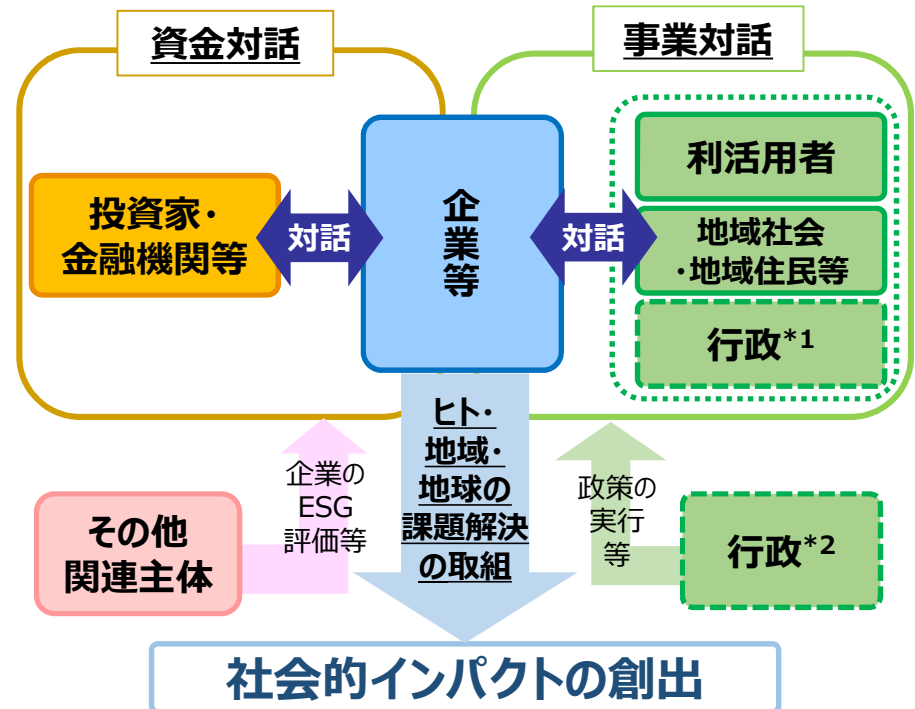 資金対話
事業対話
投資家・
金融機関等
対話
企
業
等
対話
利活用者
地域社会
・地域住民等
行政*1
企業の
ESG
評価等
ヒト・
地域・
地球の
課題解決
の取組
政策の
実行
等
その他
関連主体
行政*2
社会的インパクトの創出